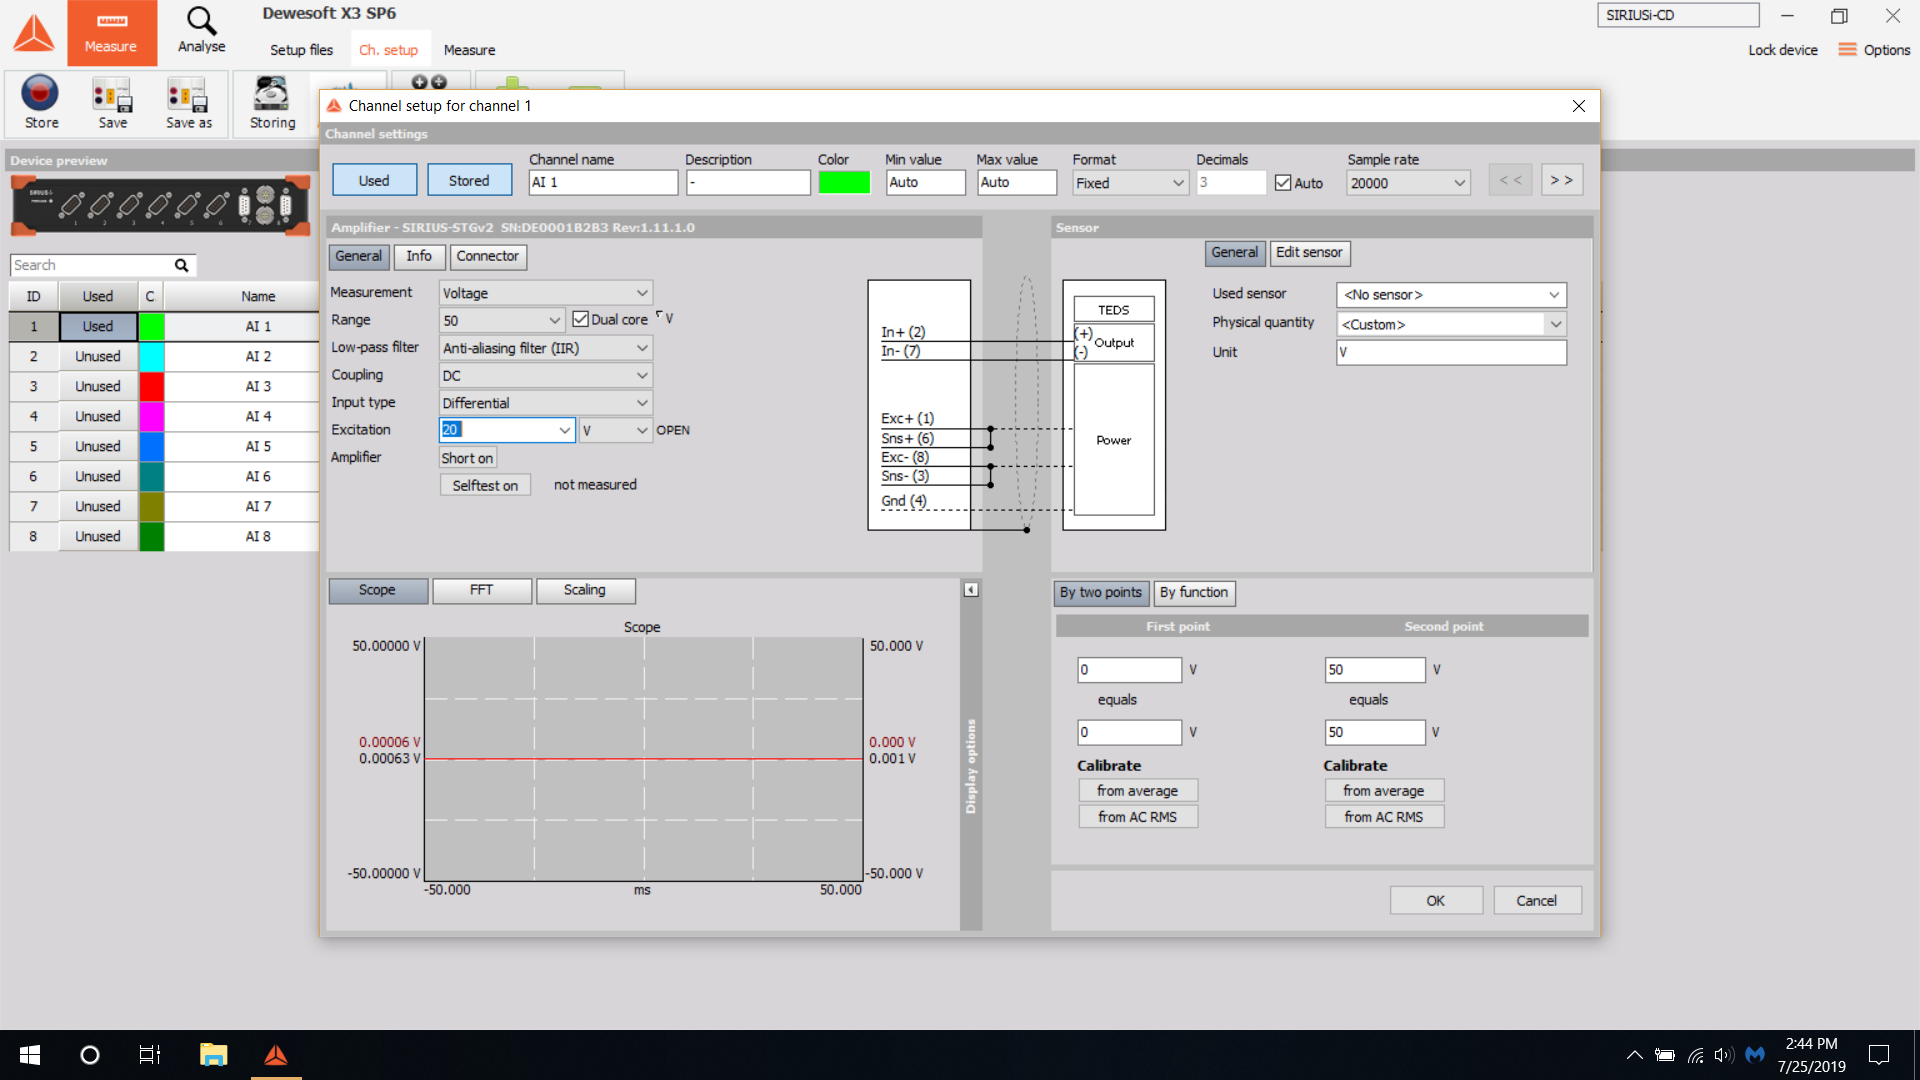 Dewesoft X3 SP6
SIRIUSi-CD
Measure
Analyse
Setup files
Ch. setup
Measure
Lock device
Options
Store
Save
Save as
Storing
Channel setup for channel 1
Device preview
Channel settings
Used
Stored
Channel name
AI 1
Description
-
Color
Min value
Auto
Max value
Auto
Format
Fixed
Decimals
3
Auto
Sample rate
20000
<<
>>
SIRIUS
1 2 3 4 5 6 7 8
Search
ID Used C. Name
1 Used AI 1
2 Unused AI 2
3 Unused AI 3
4 Unused AI 4
5 Unused AI 5
6 Unused AI 6
7 Unused AI 7
8 Unused AI 8
Amplifier - SIRIUS-STGv2 SN:DE0001B2B3 Rev:1.11.1.0
General
Info
Connector
Measurement Voltage
Range 50 Dual core V
Low-pass filter Anti-aliasing filter (IIR)
Coupling DC
Input type Differential
Excitation 20 V OPEN
Amplifier Short on
Selftest on not measured
In+ (2)
In- (7)
Exc+ (1)
Sns+ (6)
Exc- (8)
Sns- (3)
Gnd (4)
TEDS
(+)
(-)
Output
Power
Sensor
General
Edit sensor
Used sensor <No sensor>
Physical quantity <Custom>
Unit V
Scope
FFT
Scaling
Scope
50.00000 V
50.000 V
0.00006 V
0.000 V
0.00063 V
0.001 V
-50.00000 V
-50.000 V
-50.000 ms 50.000
Display options
By two points
By function
First point
Second point
0 V
50 V
equals
equals
0 V
50 V
Calibrate
Calibrate
from average
from average
from AC RMS
from AC RMS
OK
Cancel
2:44 PM
7/25/2019